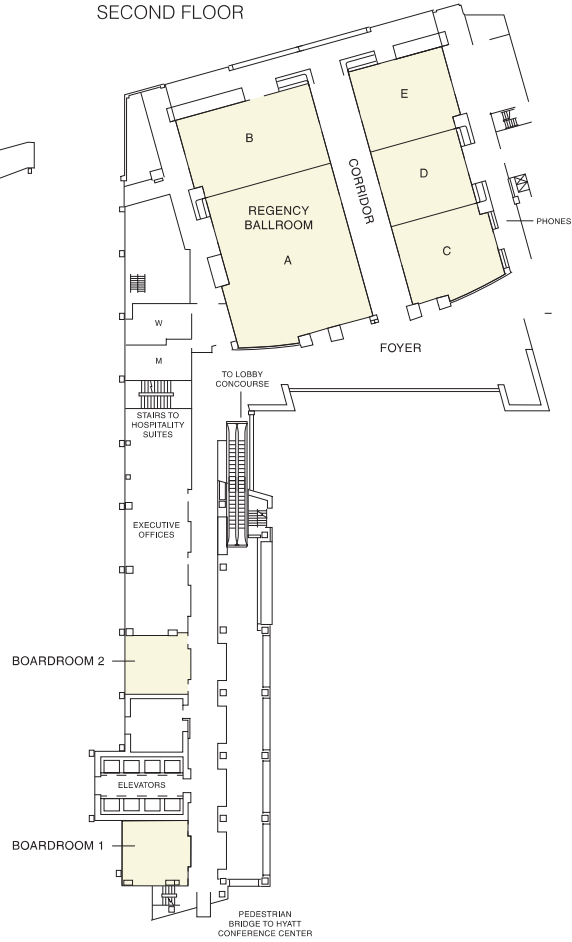 SECOND FLOOR
E
B
D
CORRIDOR
REGENCY
BALLROOM
PHONES
C
A
W
FOYER
M
TO LOBBY
CONCOURSE
STAIRS TO
HOSPITALITY
SUITES
EXECUTIVE
OFFICES
BOARDROOM 2
ELEVATORS
BOARDROOM 1
PEDESTRIAN
BRIDGE TO HYATT
CONFERENCE CENTER